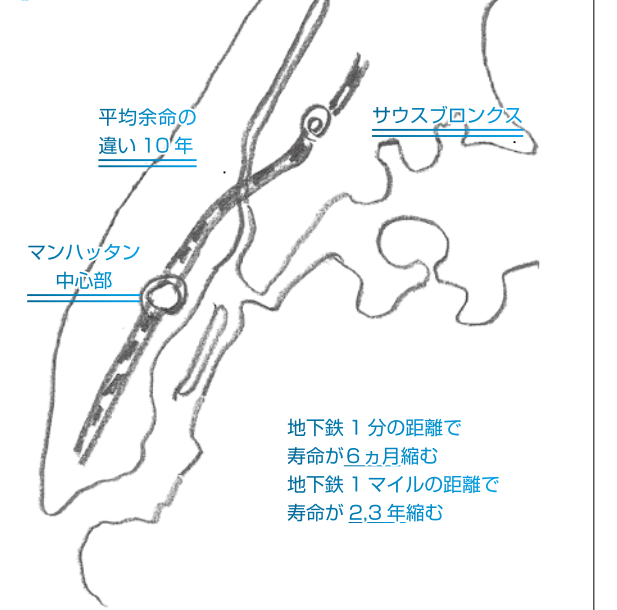 平均余命の
違い10年
サウスブロンクス
マンハッタン
中心部
地下鉄1分の距離で
寿命が6ヵ月縮む
地下鉄1マイルの距離で
寿命が2,3年縮む